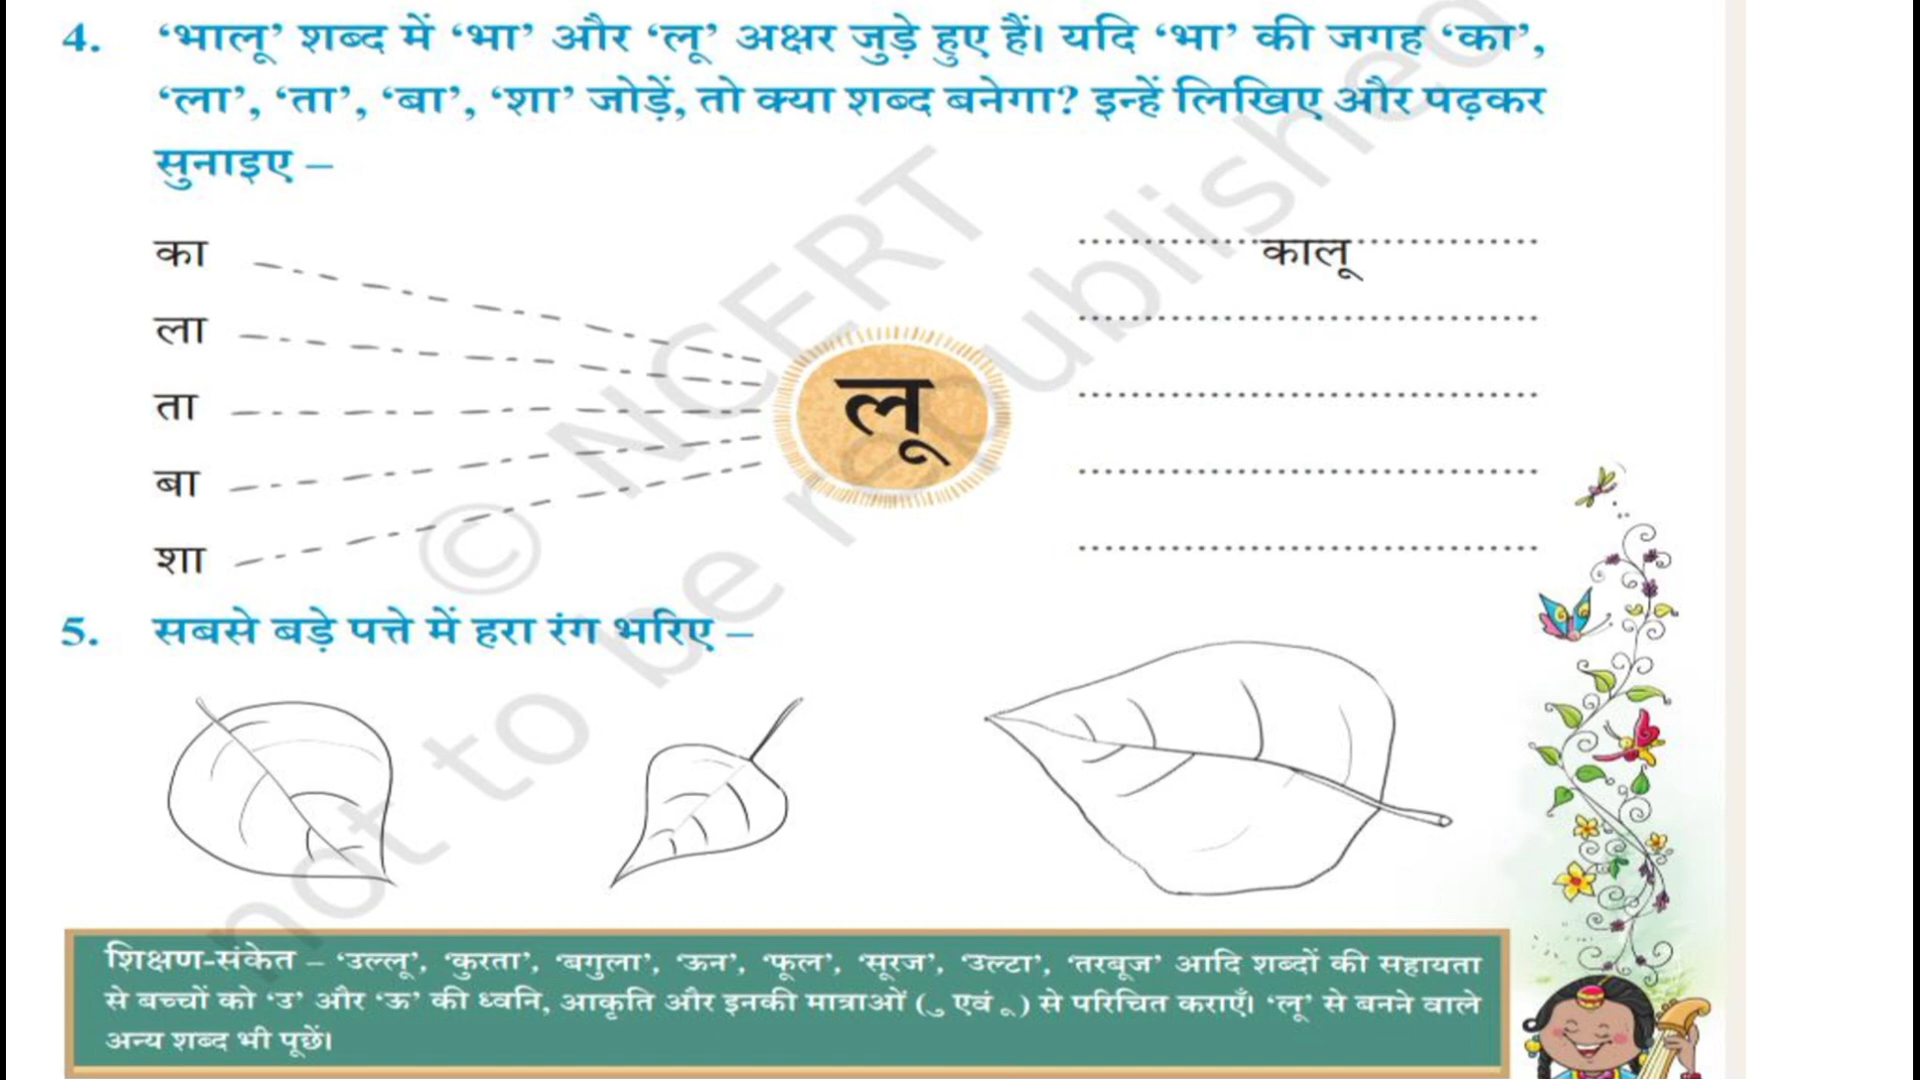 4. ‘भालू’ शब्द में ‘भा’ और ‘लू’ अक्षर जुड़े हुए हैं। यदि ‘भा’ की जगह ‘का’,
‘ला’, ‘ता’, ‘बा’, ‘शा’ जोड़ें, तो क्या शब्द बनेगा? इन्हें लिखिए और पढ़कर
सुनाइए –
का
ला
ता
बा
शा
लू
कालू
5. सबसे बड़े पत्ते में हरा रंग भरिए –
शिक्षण-संकेत – ‘उल्लू’, ‘कुरता’, ‘बगुला’, ‘ऊन’, ‘फूल’, ‘सूरज’, ‘उल्टा’, ‘तरबूज’ आदि शब्दों की सहायता
से बच्चों को ‘उ’ और ‘ऊ’ की ध्वनि, आकृति और इनकी मात्राओं ( ु एवं ू ) से परिचित कराएँ। ‘लू’ से बनने वाले
अन्य शब्द भी पूछें।
© NCERT
not to be republished